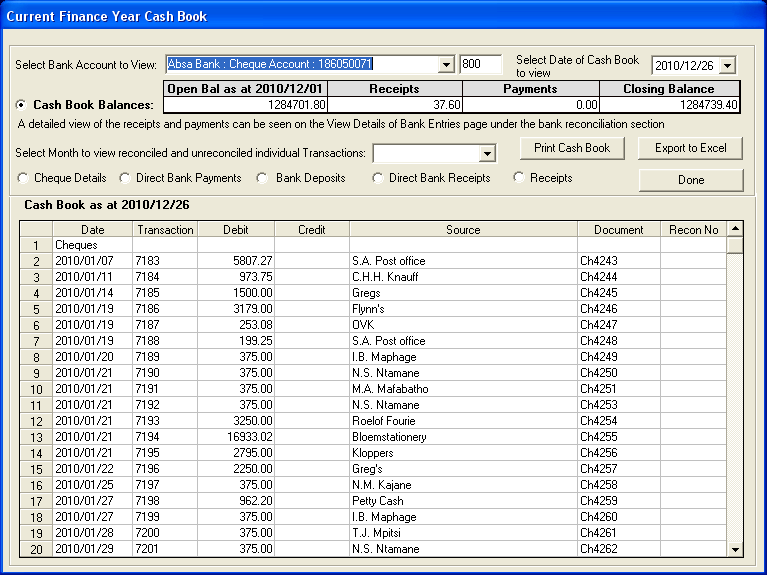 Current Finance Year Cash Book
Select Bank Account to View: Absa Bank : Cheque Account : 186050071 800 Select Date of Cash Book to view 2010/12/26
Open Bal as at 2010/12/01 Receipts Payments Closing Balance
Cash Book Balances: 1284701.80 37.60 0.00 1284739.40
A detailed view of the receipts and payments can be seen on the View Details of Bank Entries page under the bank reconciliation section
Select Month to view reconciled and unreconciled individual Transactions: Print Cash Book Export to Excel
Cheque Details Direct Bank Payments Bank Deposits Direct Bank Receipts Receipts Done
Cash Book as at 2010/12/26
Date Transaction Debit Credit Source Document Recon No
1 Cheques
2 2010/01/07 7183 5807.27 S.A. Post office Ch4243
3 2010/01/11 7184 973.75 C.H.H. Knauff Ch4244
4 2010/01/14 7185 1500.00 Gregs Ch4245
5 2010/01/19 7186 3179.00 Flynn's Ch4246
6 2010/01/19 7187 253.08 OVK Ch4247
7 2010/01/19 7188 199.25 S.A. Post office Ch4248
8 2010/01/20 7189 375.00 I.B. Maphage Ch4249
9 2010/01/21 7190 375.00 N.S. Ntamane Ch4250
10 2010/01/21 7191 375.00 M.A. Mafabatho Ch4251
11 2010/01/21 7192 375.00 N.S. Ntamane Ch4253
12 2010/01/21 7193 3250.00 Roelof Fourie Ch4254
13 2010/01/21 7194 16933.02 Bloemstationery Ch4255
14 2010/01/21 7195 2795.00 Kloppers Ch4256
15 2010/01/22 7196 2250.00 Greg's Ch4257
16 2010/01/25 7197 375.00 N.M. Kajane Ch4258
17 2010/01/27 7198 962.20 Petty Cash Ch4259
18 2010/01/27 7199 375.00 I.B. Maphage Ch4260
19 2010/01/28 7200 375.00 T.J. Mpitsi Ch4261
20 2010/01/29 7201 375.00 N.S. Ntamane Ch4262